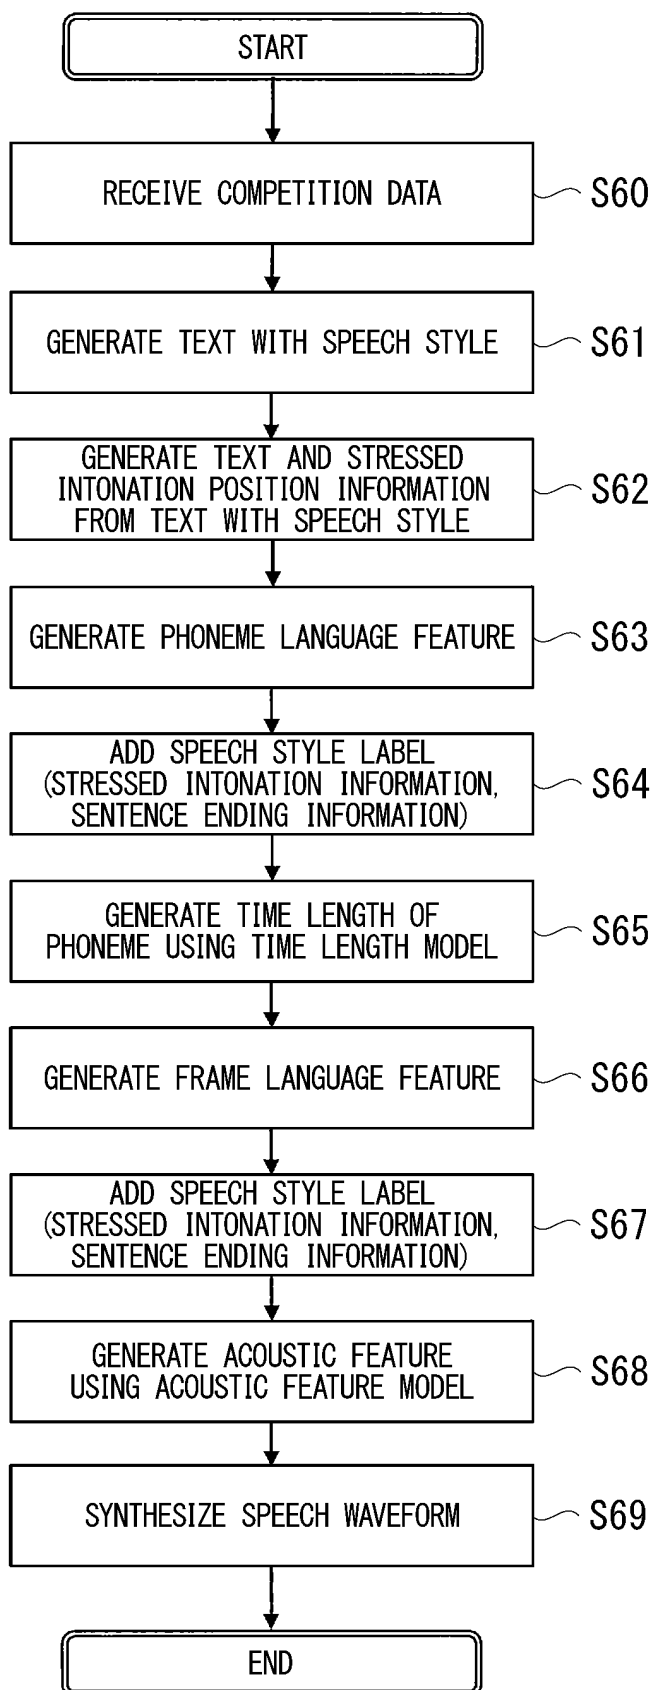 START
RECEIVE COMPETITION DATA
S60
GENERATE TEXT WITH SPEECH STYLE
S61
GENERATE TEXT AND STRESSED
INTONATION POSITION INFORMATION
FROM TEXT WITH SPEECH STYLE
S62
GENERATE PHONEME LANGUAGE FEATURE
S63
ADD SPEECH STYLE LABEL
(STRESSED INTONATION INFORMATION,
SENTENCE ENDING INFORMATION)
S64
GENERATE TIME LENGTH OF
PHONEME USING TIME LENGTH MODEL
S65
GENERATE FRAME LANGUAGE FEATURE
S66
ADD SPEECH STYLE LABEL
(STRESSED INTONATION INFORMATION,
SENTENCE ENDING INFORMATION)
S67
GENERATE ACOUSTIC FEATURE
USING ACOUSTIC FEATURE MODEL
S68
SYNTHESIZE SPEECH WAVEFORM
S69
END